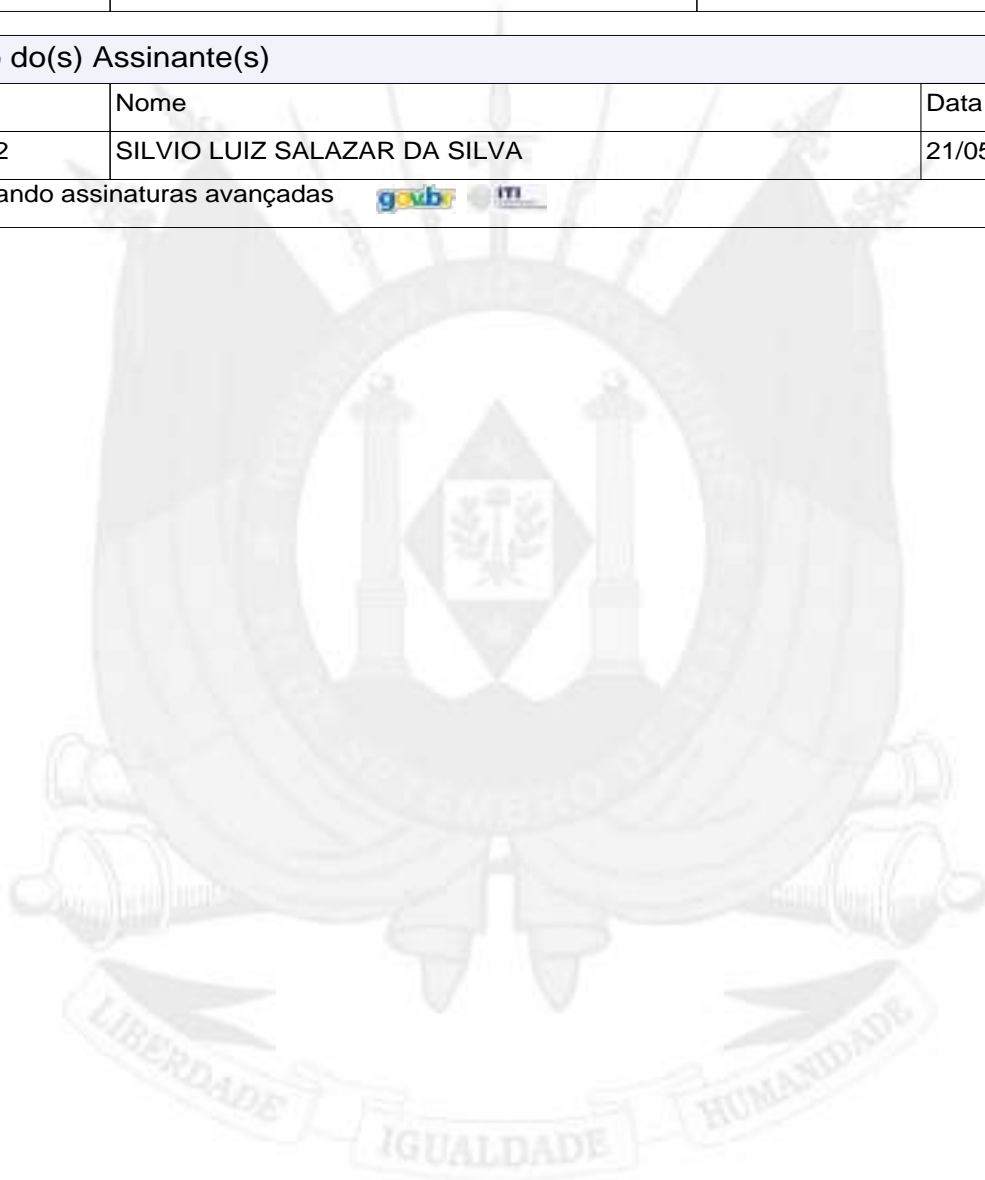 do(s) Assinante(s)
Nome
Data
2
SILVIO LUIZ SALAZAR DA SILVA
21/05
ando assinaturas avançadas
gov.br
ITI
LIBERDADE
IGUALDADE
HUMANIDADE